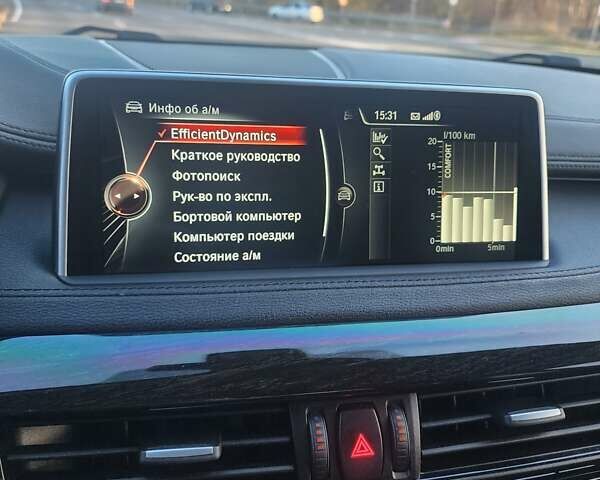 Инфо об а/м
15:31
EfficientDynamics
Краткое руководство
Фотопоиск
Рук-во по экспл.
Бортовой компьютер
Компьютер поездки
Состояние а/м
l/100 km
20
15
10
5
0
COMFORT
0min
5min